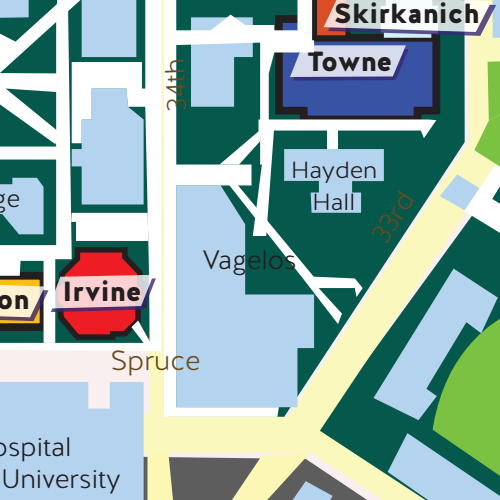 Skirkanich
Towne
34th
Hayden
Hall
ge
33rd
Vagelos
on
Irvine
Spruce
ospital
University